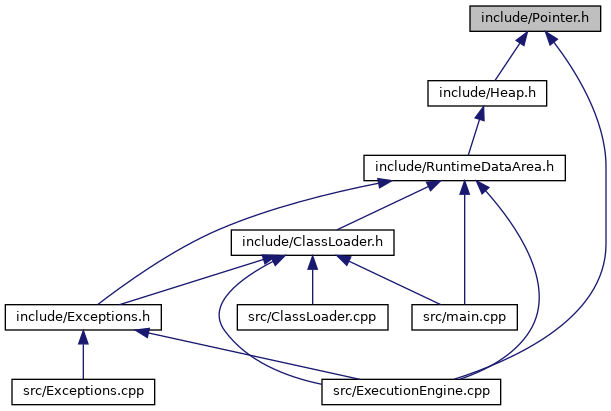 include/Pointer.h
include/Heap.h
include/RuntimeDataArea.h
include/ClassLoader.h
include/Exceptions.h
src/ClassLoader.cpp
src/main.cpp
src/Exceptions.cpp
src/ExecutionEngine.cpp